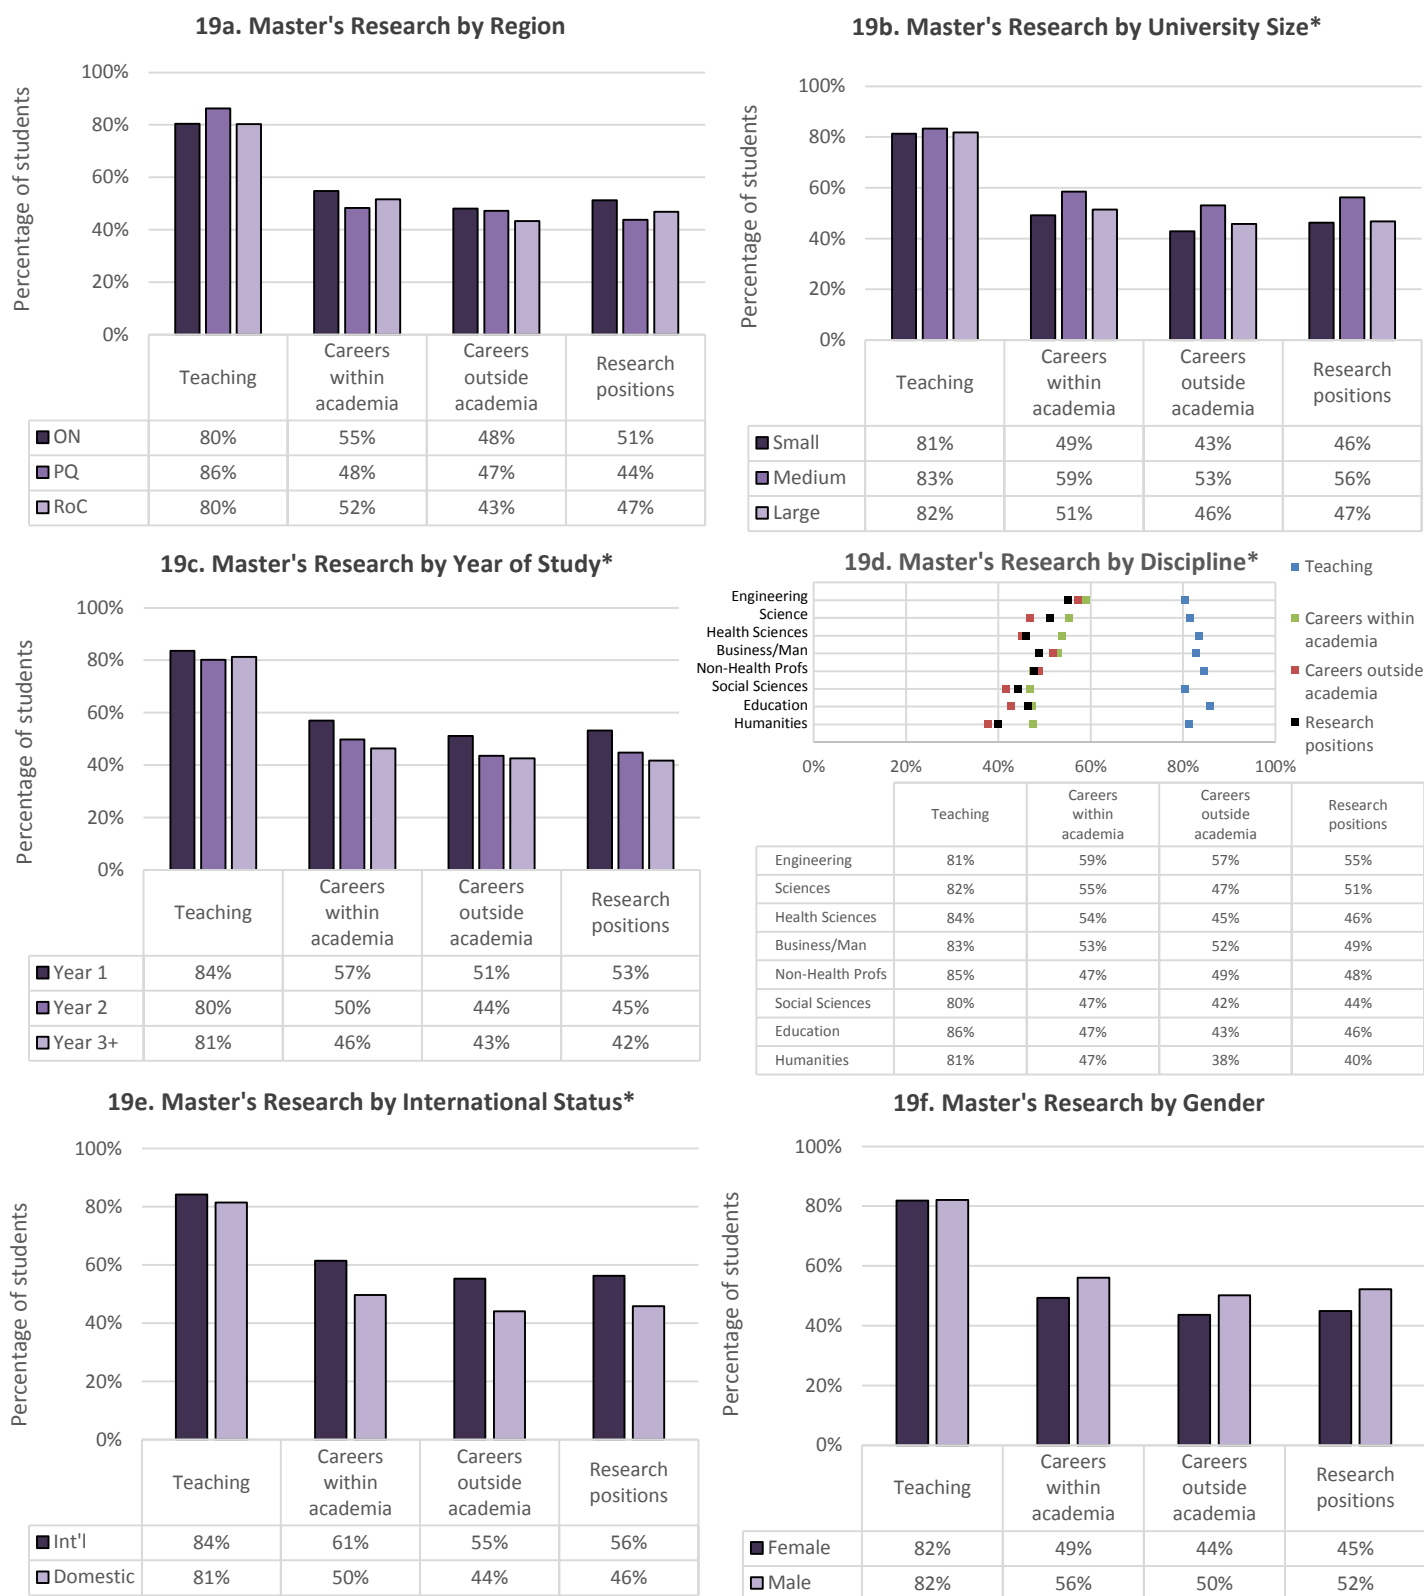 19a. Master's Research by Region
Percentage of students
100%
80%
60%
40%
20%
0%
Teaching
Careers
within
academia
Careers
outside
academia
Research
positions
ON 80% 55% 48% 51%
PQ 86% 48% 47% 44%
RoC 80% 52% 43% 47%
19b. Master's Research by University Size*
Percentage of students
100%
80%
60%
40%
20%
0%
Teaching
Careers
within
academia
Careers
outside
academia
Research
positions
Small 81% 49% 43% 46%
Medium 83% 59% 53% 56%
Large 82% 51% 46% 47%
19c. Master's Research by Year of Study*
Percentage of students
100%
80%
60%
40%
20%
0%
Teaching
Careers
within
academia
Careers
outside
academia
Research
positions
Year 1 84% 57% 51% 53%
Year 2 80% 50% 44% 45%
Year 3+ 81% 46% 43% 42%
19d. Master's Research by Discipline*
Teaching
Careers within
academia
Careers outside
academia
Research
positions
Engineering
Science
Health Sciences
Business/Man
Non-Health Profs
Social Sciences
Education
Humanities
0% 20% 40% 60% 80% 100%
Teaching
Careers
within
academia
Careers
outside
academia
Research
positions
Engineering 81% 59% 57% 55%
Sciences 82% 55% 47% 51%
Health Sciences 84% 54% 45% 46%
Business/Man 83% 53% 52% 49%
Non-Health Profs 85% 47% 49% 48%
Social Sciences 80% 47% 42% 44%
Education 86% 47% 43% 46%
Humanities 81% 47% 38% 40%
19e. Master's Research by International Status*
Percentage of students
100%
80%
60%
40%
20%
0%
Teaching
Careers
within
academia
Careers
outside
academia
Research
positions
Int'l 84% 61% 55% 56%
Domestic 81% 50% 44% 46%
19f. Master's Research by Gender
Percentage of students
100%
80%
60%
40%
20%
0%
Teaching
Careers
within
academia
Careers
outside
academia
Research
positions
Female 82% 49% 44% 45%
Male 82% 56% 50% 52%